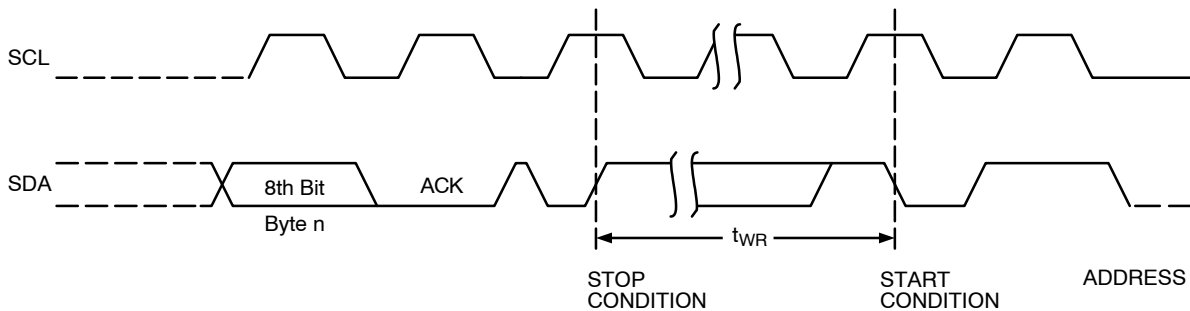 SCL
SDA
8th Bit
ACK
Byte n
tWR
STOP
CONDITION
START
CONDITION
ADDRESS